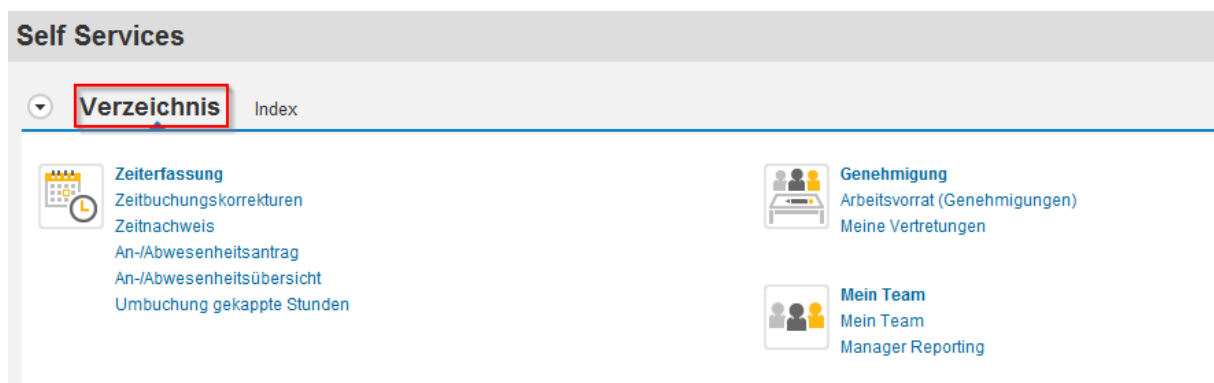 Self Services
Verzeichnis Index
Zeiterfassung
Zeitbuchungskorrekturen
Zeitnachweis
An-/Abwesenheitsantrag
An-/Abwesenheitsübersicht
Umbuchung gekappte Stunden
Genehmigung
Arbeitsvorrat (Genehmigungen)
Meine Vertretungen
Mein Team
Mein Team
Manager Reporting